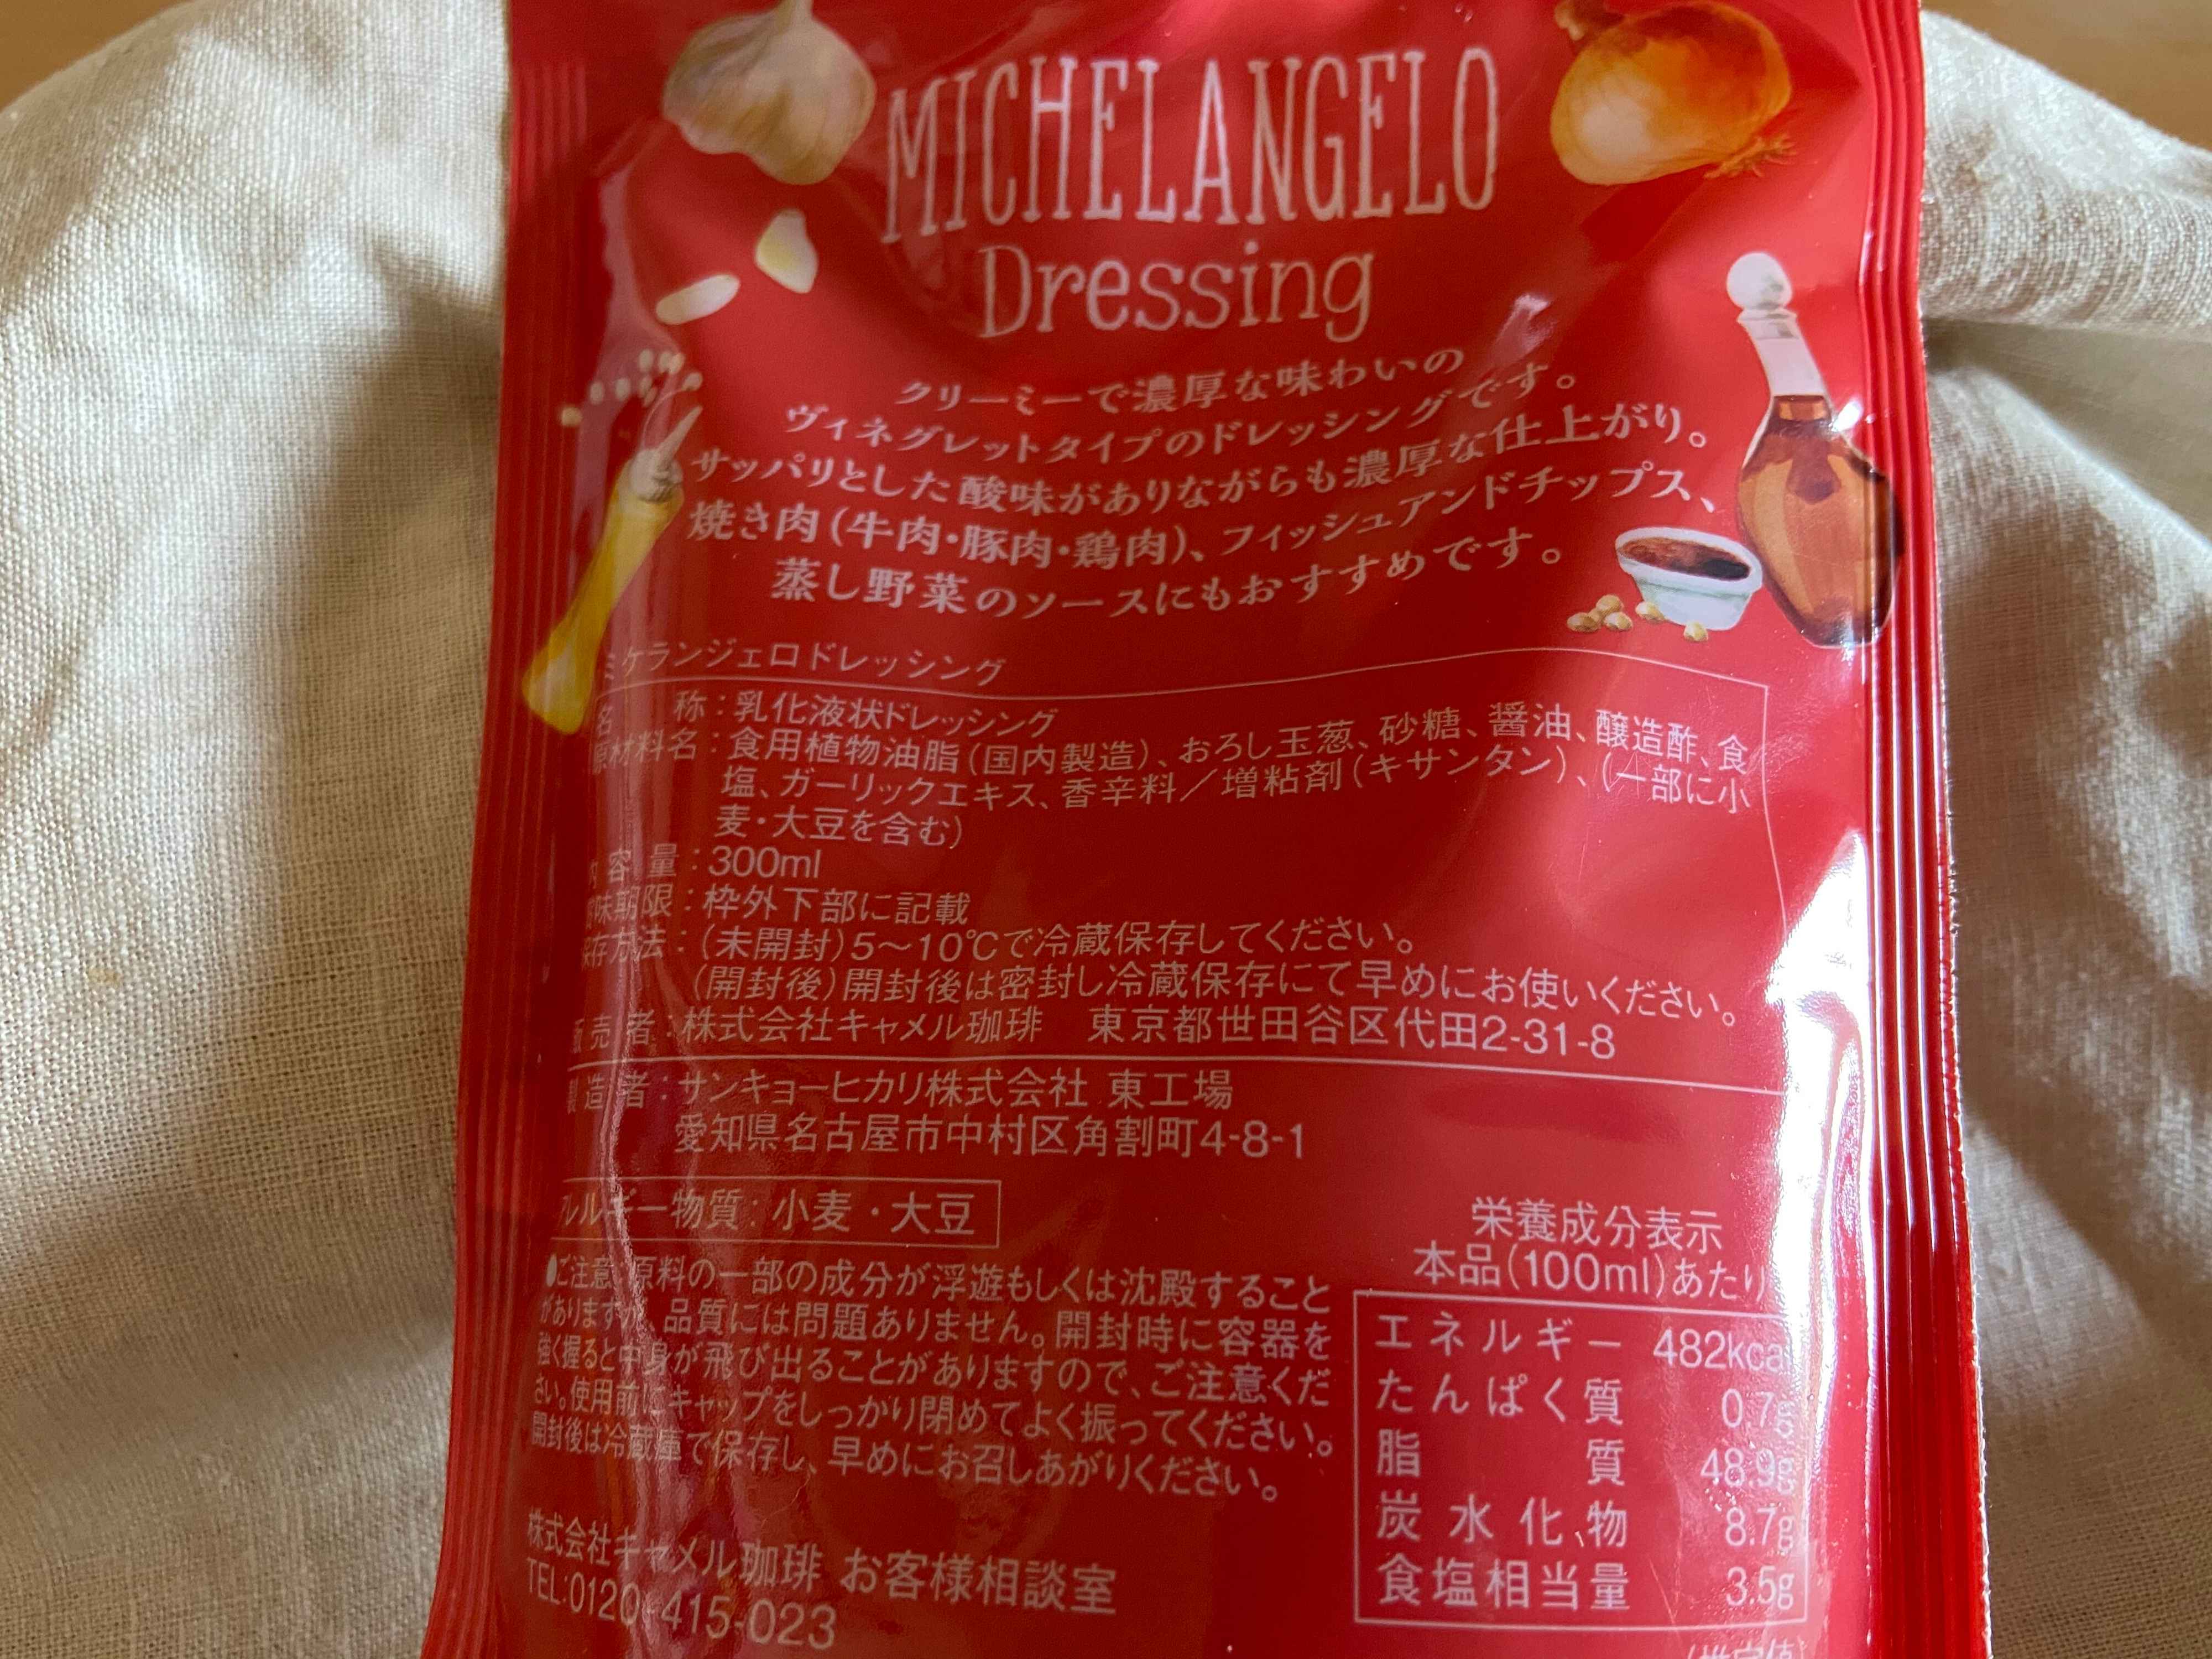 MICHELANGELO
Dressing
クリーミーで濃厚な味わいの
ヴィネグレットタイプのドレッシングです。
サッパリとした酸味がありながらも濃厚な仕上がり。
焼き肉(牛肉・豚肉・鶏肉)、フィッシュアンドチップス、
蒸し野菜のソースにもおすすめです。
ミケランジェロドレッシング
名 称：乳化液状ドレッシング
原材料名：食用植物油脂(国内製造)、おろし玉葱、砂糖、醤油、醸造酢、食
塩、ガーリックエキス、香辛料／増粘剤(キサンタン)、(一部に小
麦・大豆を含む)
内容量：300ml
賞味期限：枠外下部に記載
保存方法：(未開封)5〜10℃で冷蔵保存してください。
(開封後)開封後は密封し冷蔵保存にて早めにお使いください。
販売者：株式会社キャメル珈琲 東京都世田谷区代田2-31-8
製造者：サンキョーヒカリ株式会社 東工場
愛知県名古屋市中村区角割町4-8-1
アルレルギー物質：小麦・大豆
●ご注意：原料の一部の成分が浮遊もしくは沈殿すること
がありますが、品質には問題ありません。開封時に容器を
強く握ると中身が飛び出ることがありますので、ご注意くだ
さい。使用前にキャップをしっかり閉めてよく振ってください。
開封後は冷蔵庫で保存し、早めにお召しあがりください。
株式会社キャメル珈琲 お客様相談室
TEL:0120-415-023
栄養成分表示
本品(100ml)あたり
エネルギー 482kcal
たんぱく質 0.7g
脂質 48.9g
炭水化物 8.7g
食塩相当量 3.5g